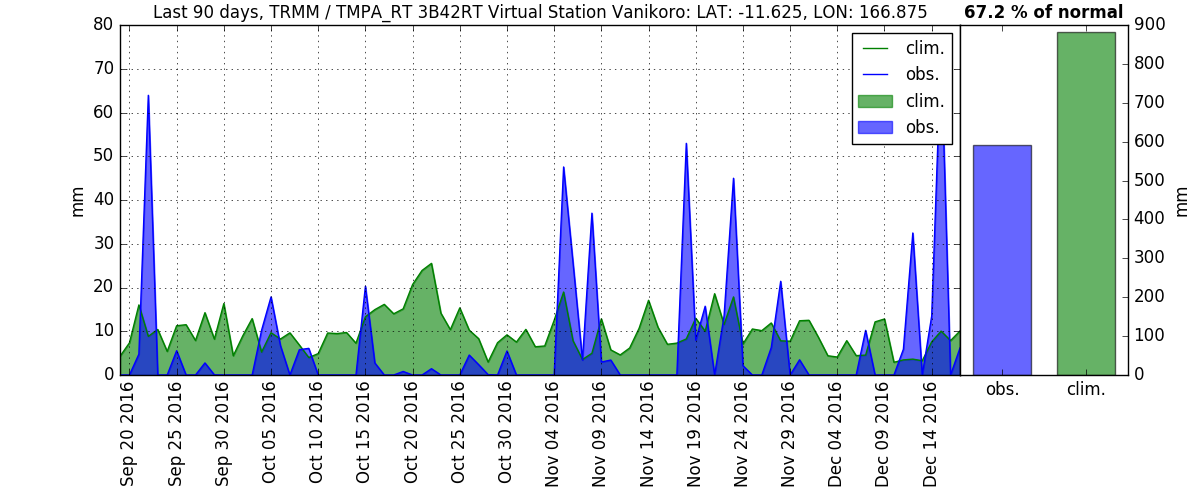 Last 90 days, TRMM / TMPA_RT 3B42RT Virtual Station Vanikoro: LAT: -11.625, LON: 166.875
67.2 % of normal
80
70
60
50
40
30
20
10
0
mm
clim.
obs.
clim.
obs.
900
800
700
600
500
400
300
200
100
0
mm
obs.
clim.
Sep 20 2016
Sep 25 2016
Sep 30 2016
Oct 05 2016
Oct 10 2016
Oct 15 2016
Oct 20 2016
Oct 25 2016
Oct 30 2016
Nov 04 2016
Nov 09 2016
Nov 14 2016
Nov 19 2016
Nov 24 2016
Nov 29 2016
Dec 04 2016
Dec 09 2016
Dec 14 2016